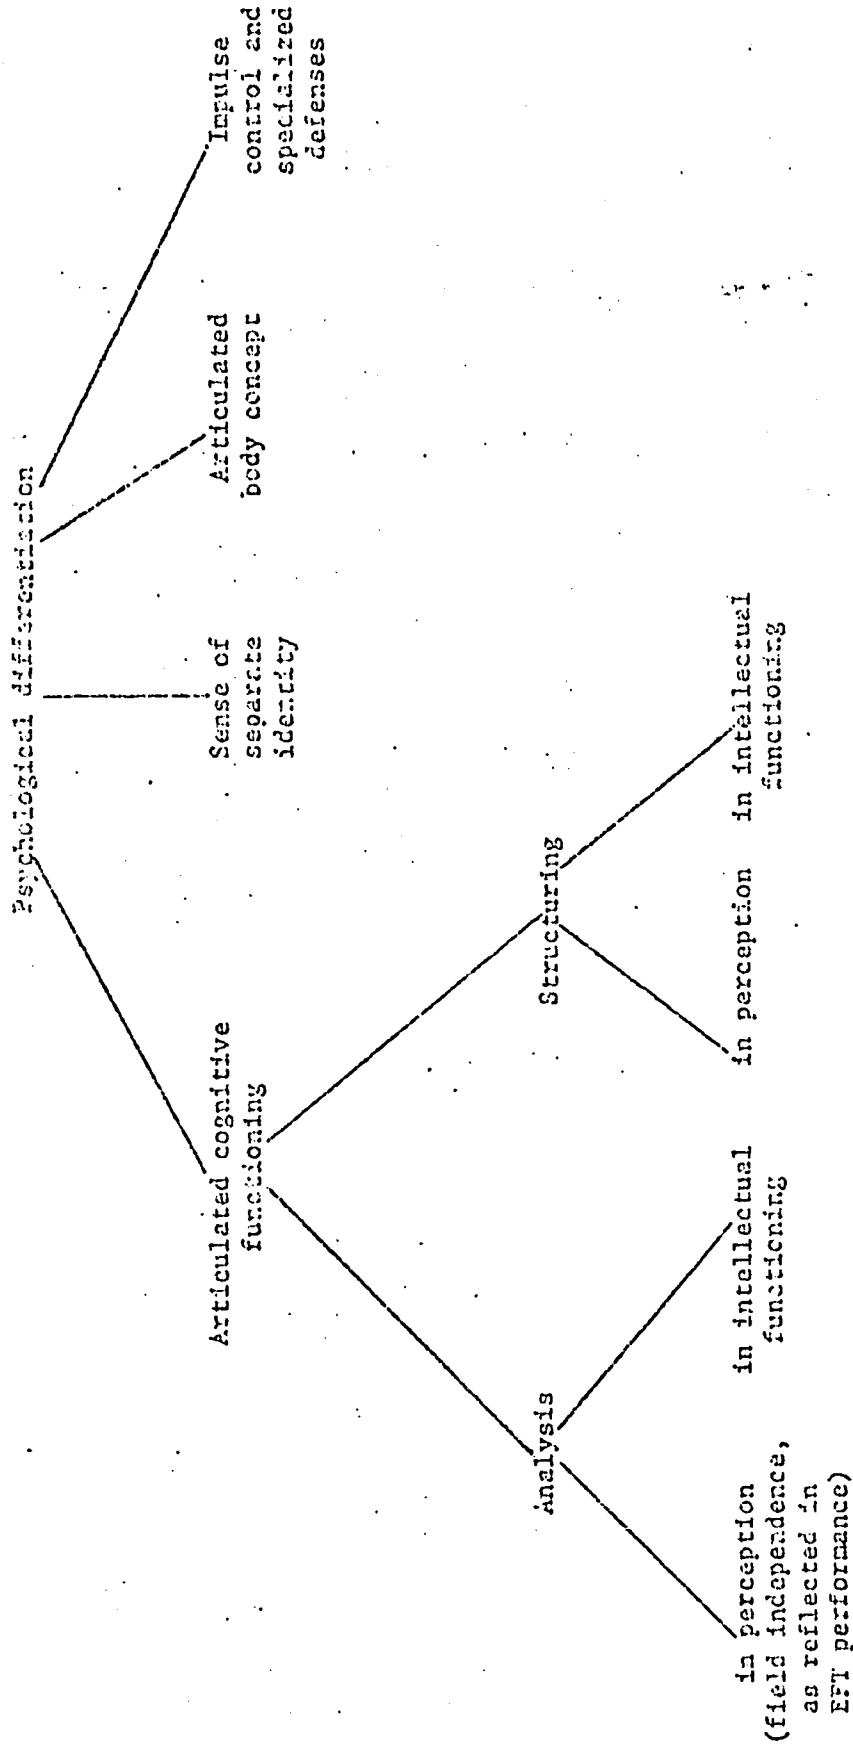 Psychological differentiation
Articulated cognitive
functioning
Sense of
separate
identity
Articulated
body concept
Impulse
control and
specialized
defenses
Analysis
Structuring
in perception
(field independence,
as reflected in
EFT performance)
in intellectual
functioning
in perception
in intellectual
functioning